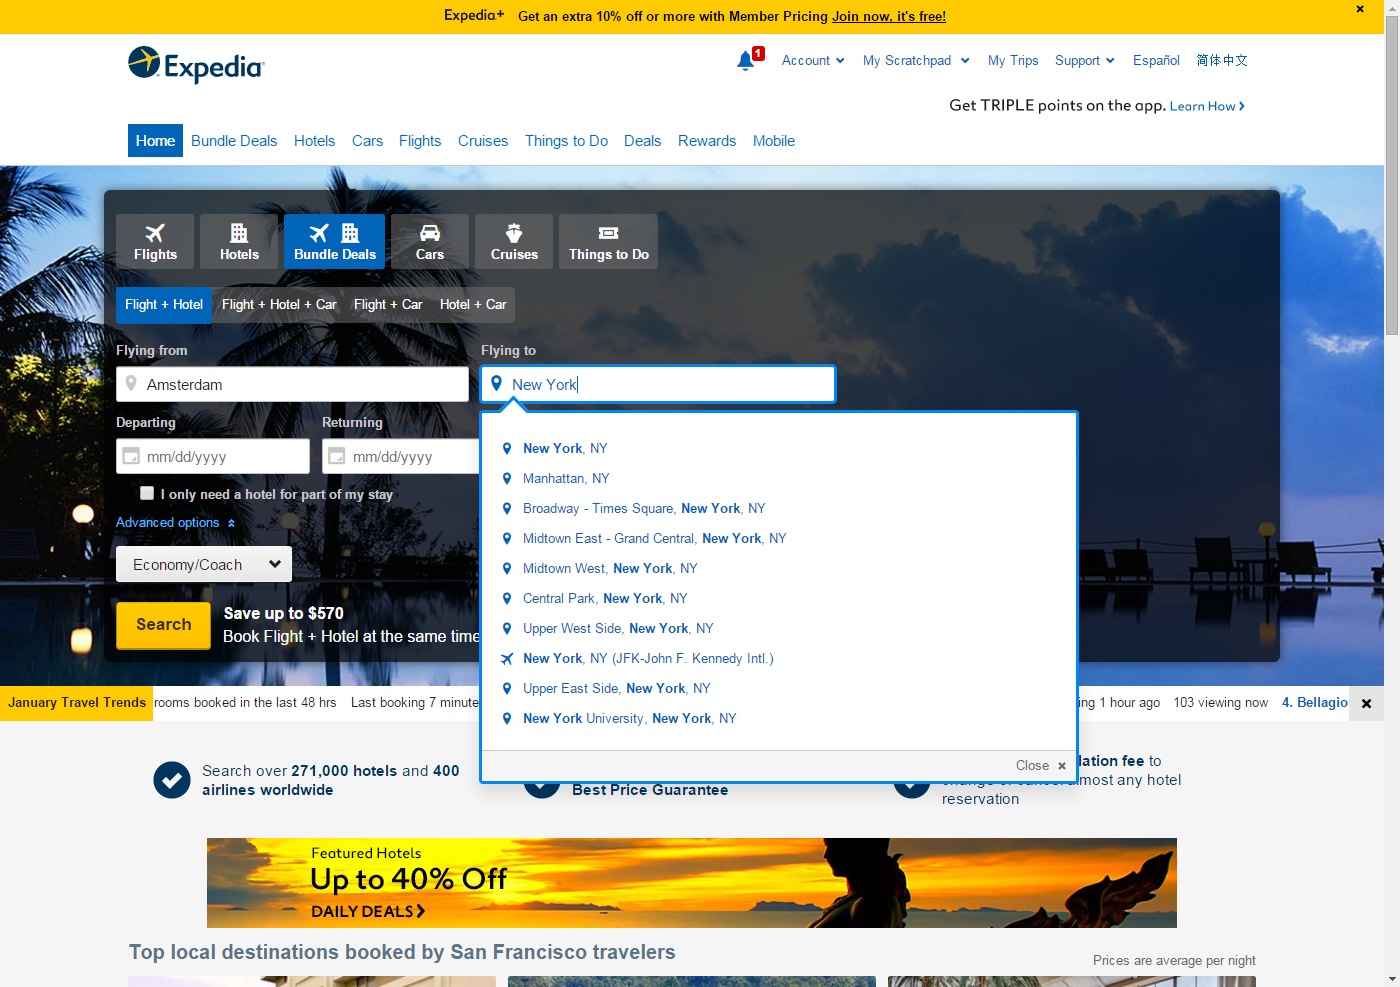 Expedia+ Get an extra 10% off or more with Member Pricing Join now, it's free!
Expedia
1
Account My Scratchpad My Trips Support Español 简体中文
Get TRIPLE points on the app. Learn How
Home Bundle Deals Hotels Cars Flights Cruises Things to Do Deals Rewards Mobile
Flights Hotels Bundle Deals Cars Cruises Things to Do
Flight + Hotel Flight + Hotel + Car Flight + Car Hotel + Car
Flying from Flying to
Amsterdam New York
Departing Returning
mm/dd/yyyy mm/dd/yyyy
I only need a hotel for part of my stay
Advanced options
Economy/Coach
Search
Save up to $570
Book Flight + Hotel at the same time
New York, NY
Manhattan, NY
Broadway - Times Square, New York, NY
Midtown East - Grand Central, New York, NY
Midtown West, New York, NY
Central Park, New York, NY
Upper West Side, New York, NY
New York, NY (JFK-John F. Kennedy Intl.)
Upper East Side, New York, NY
New York University, New York, NY
Close
January Travel Trends rooms booked in the last 48 hrs Last booking 7 minute ing 1 hour ago 103 viewing now 4. Bellagio
Search over 271,000 hotels and 400
airlines worldwide
Best Price Guarantee
lation fee to
most any hotel
reservation
Featured Hotels
Up to 40% Off
DAILY DEALS
Top local destinations booked by San Francisco travelers
Prices are average per night